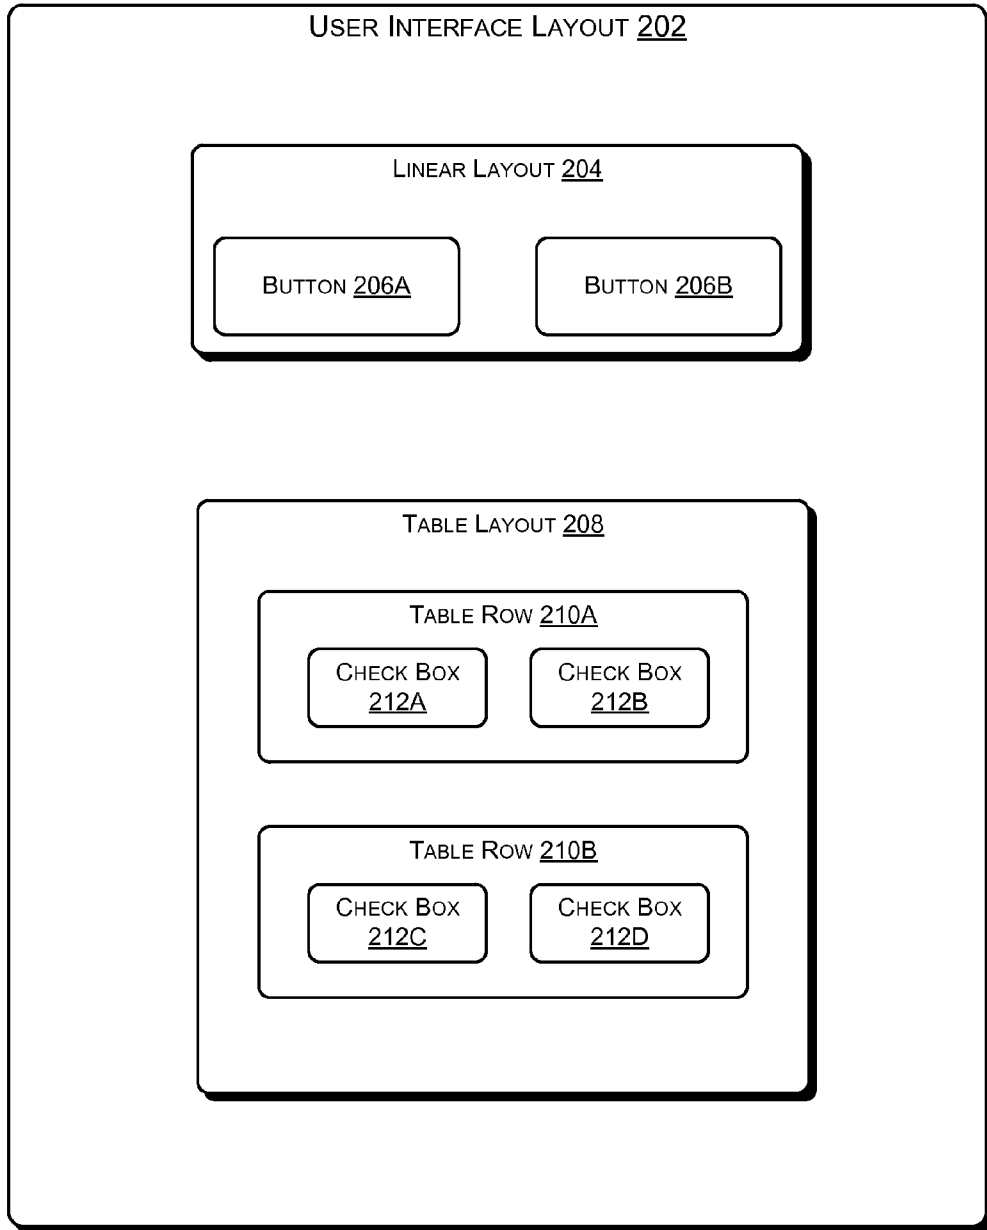 USER INTERFACE LAYOUT 202
LINEAR LAYOUT 204
BUTTON 206A
BUTTON 206B
TABLE LAYOUT 208
TABLE ROW 210A
CHECK BOX
212A
CHECK BOX
212B
TABLE ROW 210B
CHECK BOX
212C
CHECK BOX
212D